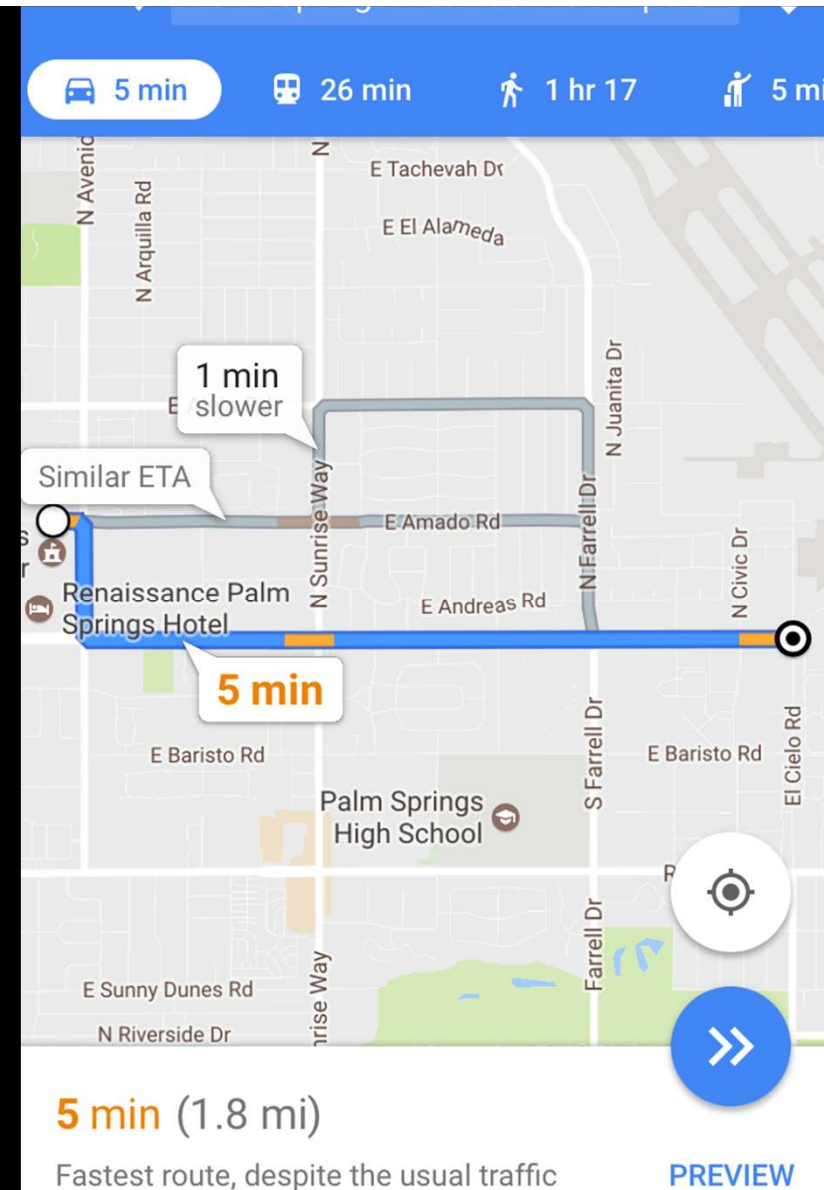 5 min
26 min
1 hr 17
5 mi
N Avenid
N Arquilla Rd
N
E Tachevah Dr
E El Alameda
N Juanita Dr
1 min
slower
E
Similar ETA
N Sunrise Way
E Amado Rd
N Farrell Dr
N Civic Dr
Renaissance Palm
Springs Hotel
E Andreas Rd
5 min
E Baristo Rd
S Farrell Dr
E Baristo Rd
El Cielo Rd
Palm Springs
High School
R
Farrell Dr
E Sunny Dunes Rd
nrise Way
N Riverside Dr
5 min (1.8 mi)
Fastest route, despite the usual traffic
PREVIEW